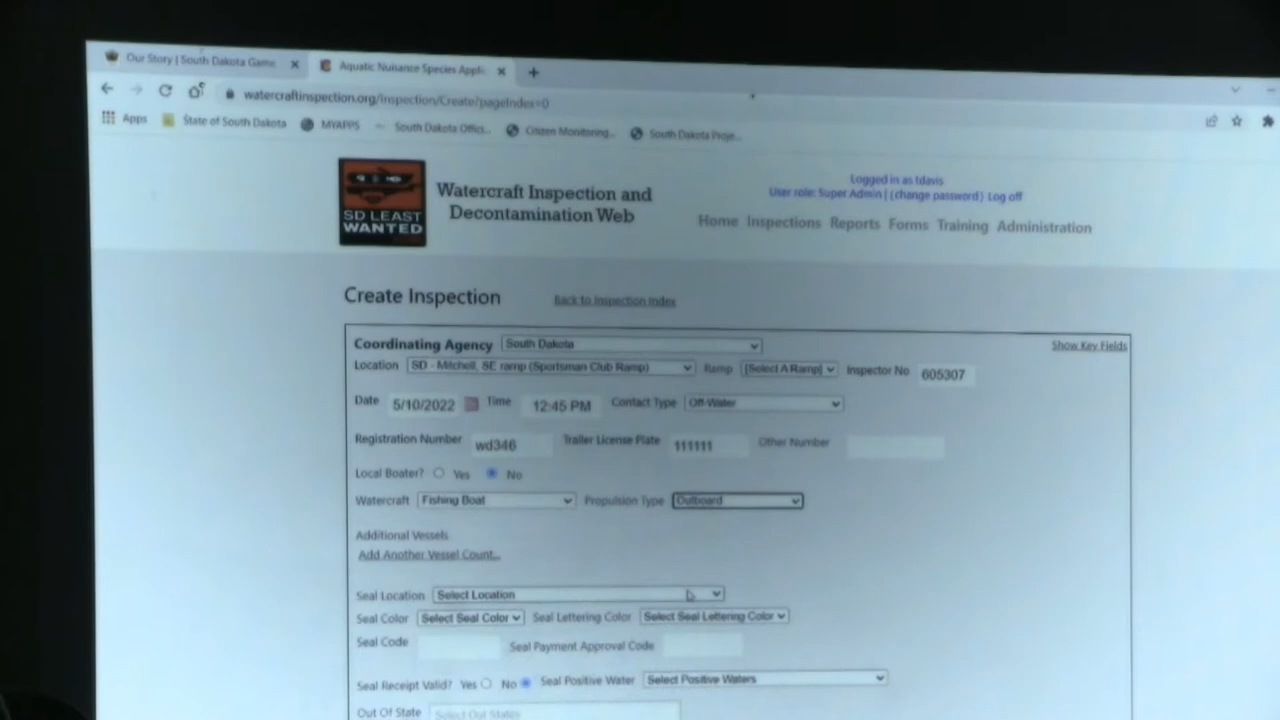 Our Story | South Dakota Game
Aquatic Nuisance Species Appli
watercraftinspection.org/Inspection/Create?pageIndex=0
Apps State of South Dakota MYAPPS South Dakota Offici... Citizen Monitoring... South Dakota Proje...
SD LEAST
WANTED
Watercraft Inspection and
Decontamination Web
Logged in as tdavis
User role: Super Admin | (change password) Log off
Home Inspections Reports Forms Training Administration
Create Inspection Back to Inspection Index
Coordinating Agency South Dakota Show Key Fields
Location SD - Mitchell, SE ramp (Sportsman Club Ramp) Ramp [Select A Ramp] Inspector No 605307
Date 5/10/2022 Time 12:45 PM Contact Type Off-Water
Registration Number wd346 Trailer License Plate 111111 Other Number
Local Boater? Yes No
Watercraft Fishing Boat Propulsion Type Outboard
Additional Vessels
Add Another Vessel Count...
Seal Location Select Location
Seal Color Select Seal Color Seal Lettering Color Select Seal Lettering Color
Seal Code Seal Payment Approval Code
Seal Receipt Valid? Yes No Seal Positive Water Select Positive Waters
Out Of State Select Out States